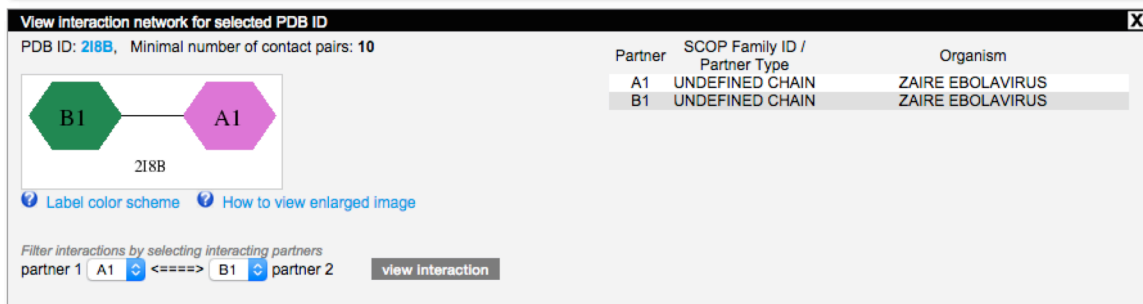 View interaction network for selected PDB ID
X
PDB ID: 2I8B, Minimal number of contact pairs: 10
Partner SCOP Family ID / Partner Type Organism
A1 UNDEFINED CHAIN ZAIRE EBOLAVIRUS
B1 UNDEFINED CHAIN ZAIRE EBOLAVIRUS
B1 A1
2I8B
? Label color scheme ? How to view enlarged image
Filter interactions by selecting interacting partners
partner 1 A1 <====> B1 partner 2 view interaction